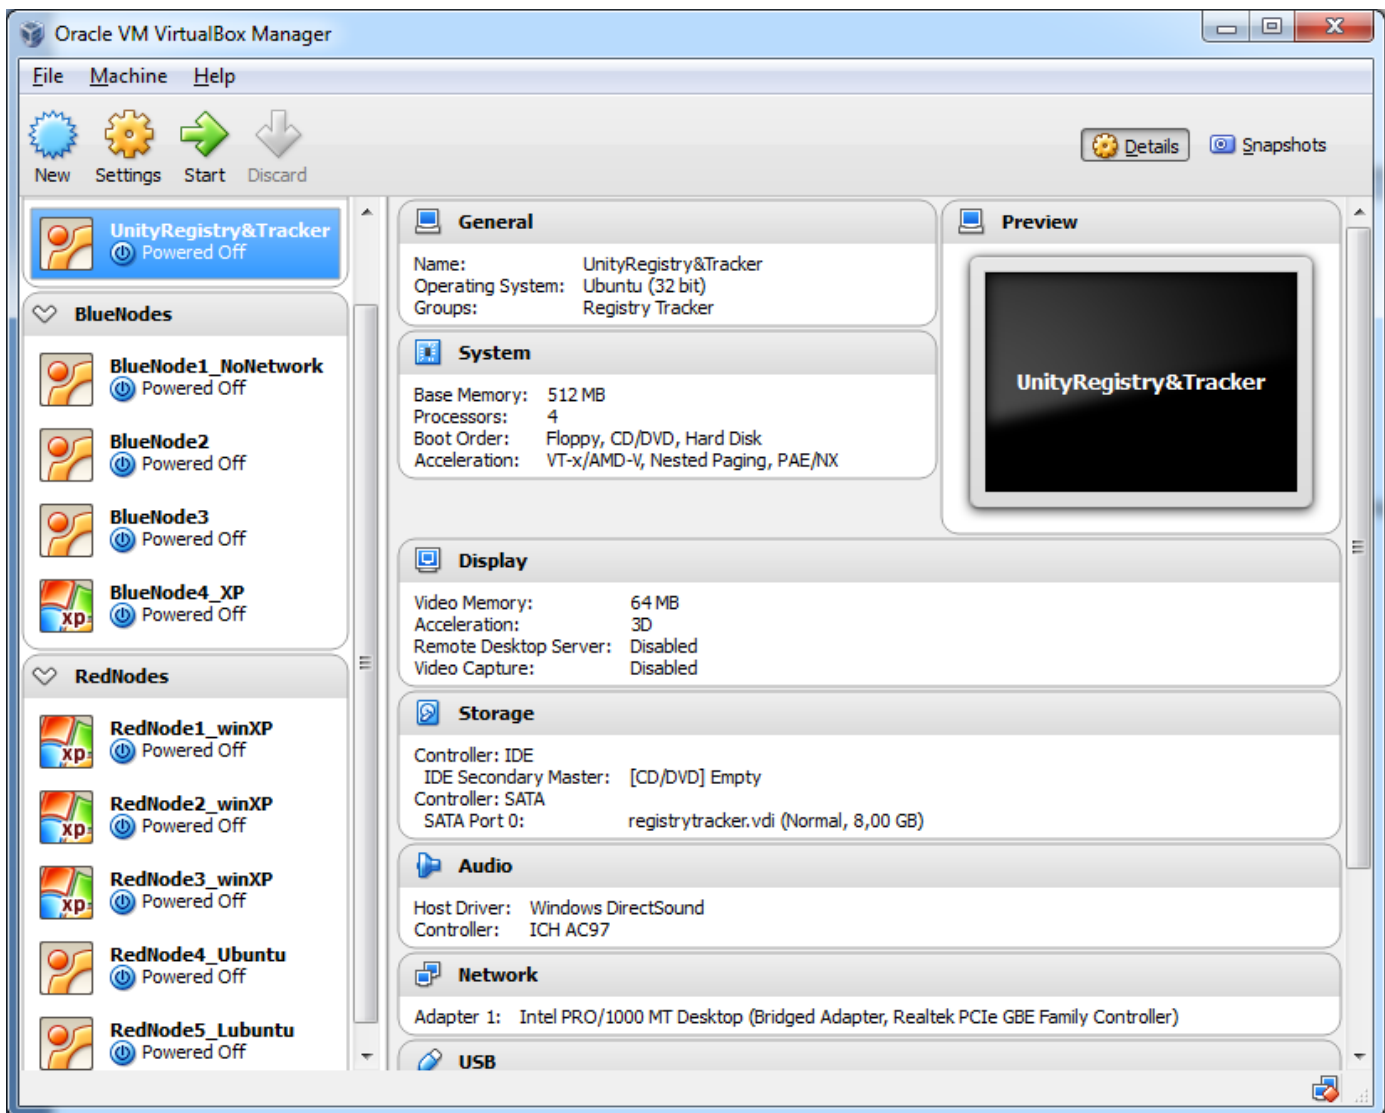 Oracle VM VirtualBox Manager
File Machine Help
New Settings Start Discard
Details Snapshots
UnityRegistry&Tracker
Powered Off
BlueNodes
BlueNode1_NoNetwork
Powered Off
BlueNode2
Powered Off
BlueNode3
Powered Off
BlueNode4_XP
Powered Off
RedNodes
RedNode1_winXP
Powered Off
RedNode2_winXP
Powered Off
RedNode3_winXP
Powered Off
RedNode4_Ubuntu
Powered Off
RedNode5_Lubuntu
Powered Off
General
Name: UnityRegistry&Tracker
Operating System: Ubuntu (32 bit)
Groups: Registry Tracker
System
Base Memory: 512 MB
Processors: 4
Boot Order: Floppy, CD/DVD, Hard Disk
Acceleration: VT-x/AMD-V, Nested Paging, PAE/NX
Preview
UnityRegistry&Tracker
Display
Video Memory: 64 MB
Acceleration: 3D
Remote Desktop Server: Disabled
Video Capture: Disabled
Storage
Controller: IDE
IDE Secondary Master: [CD/DVD] Empty
Controller: SATA
SATA Port 0: registrytracker.vdi (Normal, 8,00 GB)
Audio
Host Driver: Windows DirectSound
Controller: ICH AC97
Network
Adapter 1: Intel PRO/1000 MT Desktop (Bridged Adapter, Realtek PCIe GBE Family Controller)
USB